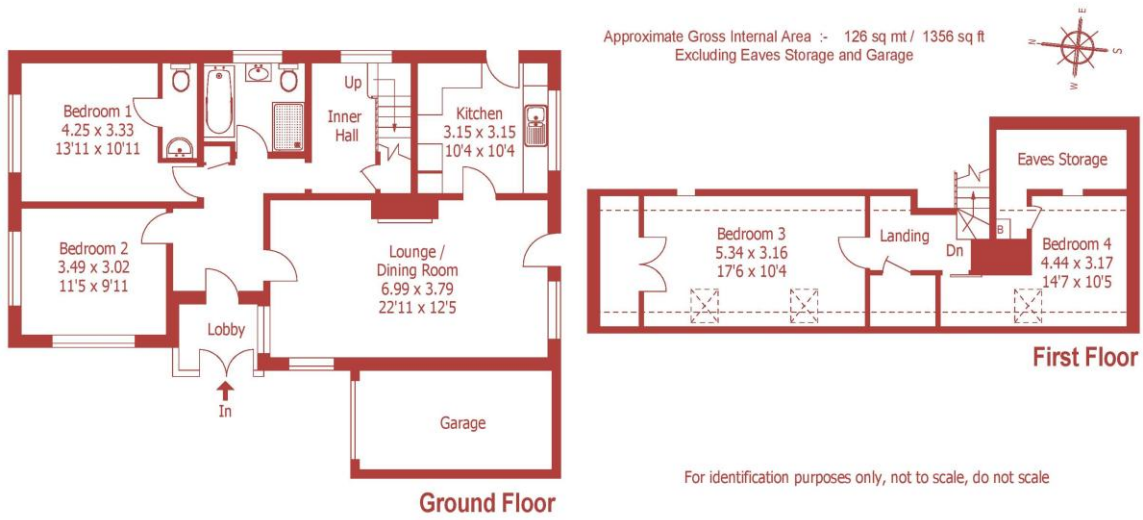 Approximate Gross Internal Area :- 126 sq mt / 1356 sq ft
Excluding Eaves Storage and Garage
N
E
S
W
Bedroom 1
4.25 x 3.33
13'11 x 10'11
Up
Inner
Hall
Kitchen
3.15 x 3.15
10'4 x 10'4
Bedroom 2
3.49 x 3.02
11'5 x 9'11
Lounge /
Dining Room
6.99 x 3.79
22'11 x 12'5
Lobby
In
Garage
Ground Floor
Eaves Storage
Bedroom 3
5.34 x 3.16
17'6 x 10'4
Landing
Dn
B
Bedroom 4
4.44 x 3.17
14'7 x 10'5
First Floor
For identification purposes only, not to scale, do not scale